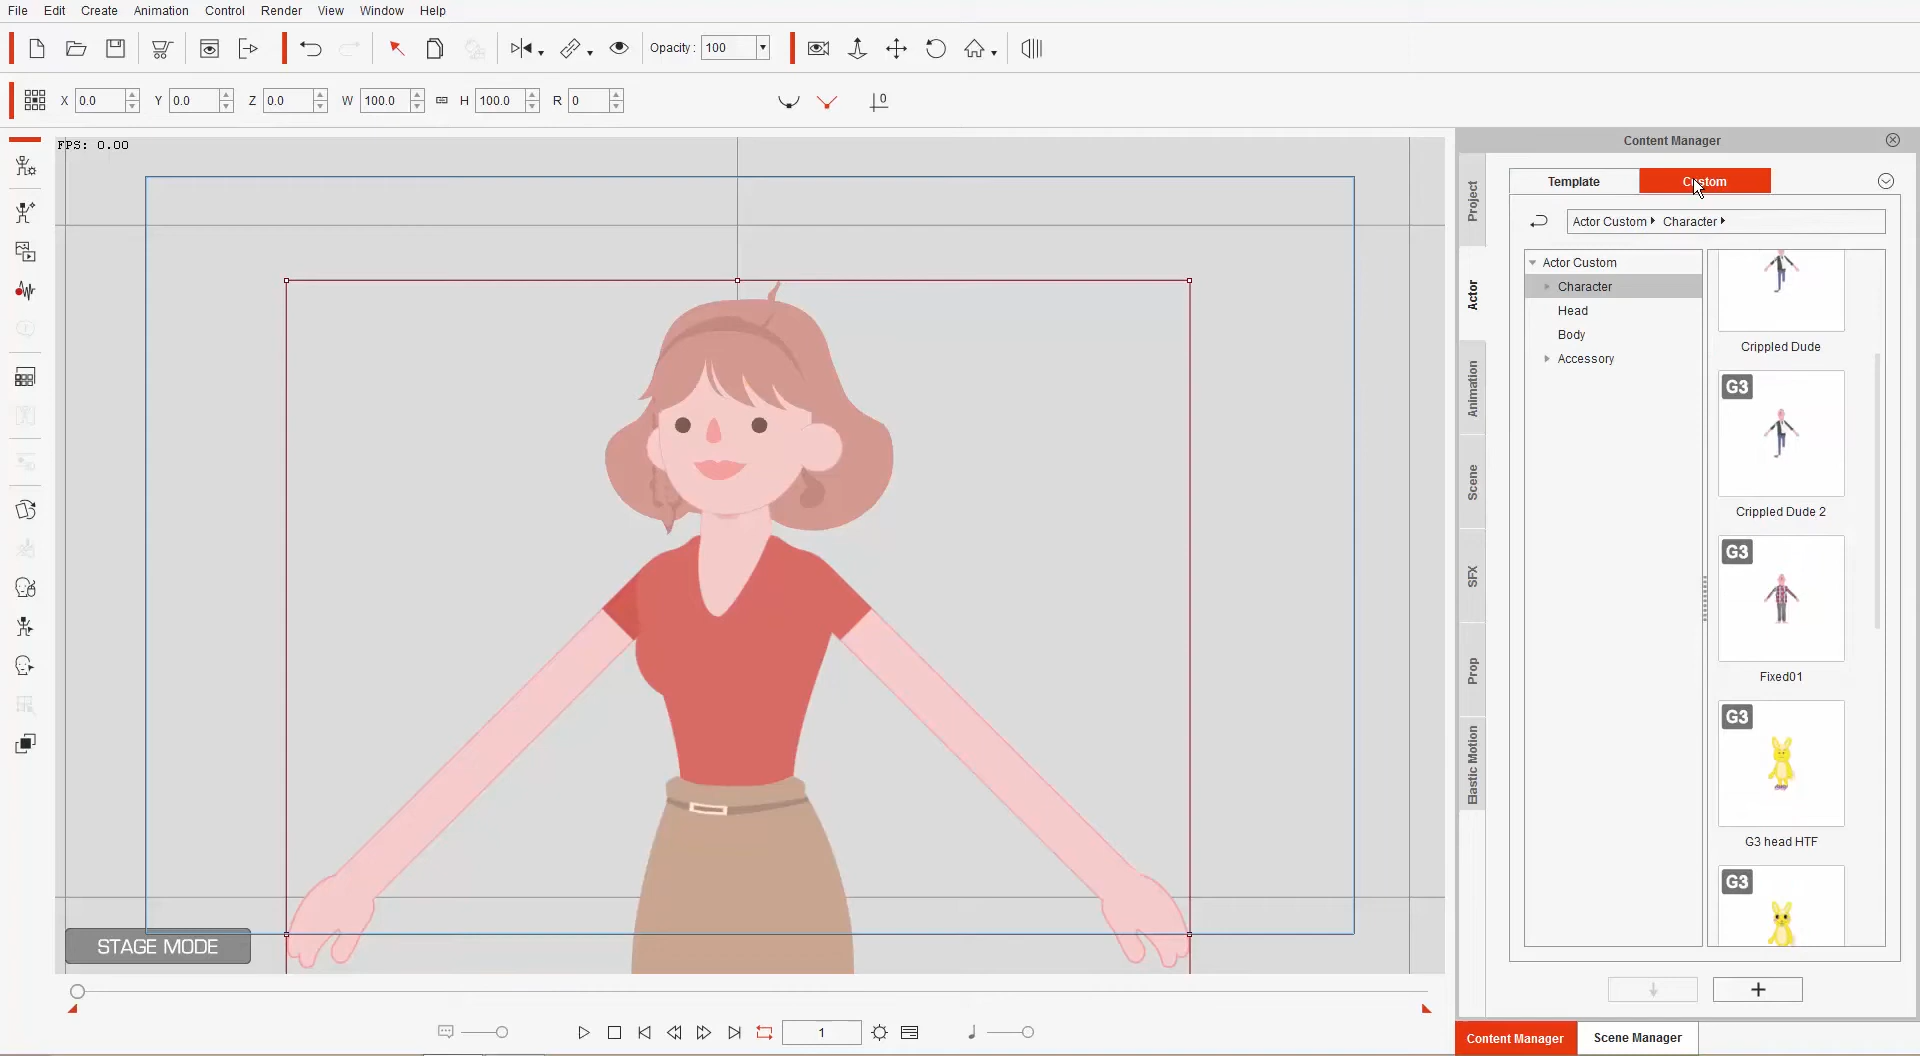 File Edit Create Animation Control Render View Window Help
Opacity : 100
X 0.0 Y 0.0 Z 0.0 W 100.0 H 100.0 R 0
0
FPS: 0.00
Content Manager
Template Custom
Actor Custom Character
Actor Custom
Character
Head
Body
Accessory
Project
Actor
Animation
Scene
SFX
Prop
Elastic Motion
Crippled Dude
G3
Crippled Dude 2
G3
Fixed01
G3
G3 head HTF
G3
STAGE MODE
1
Content Manager Scene Manager